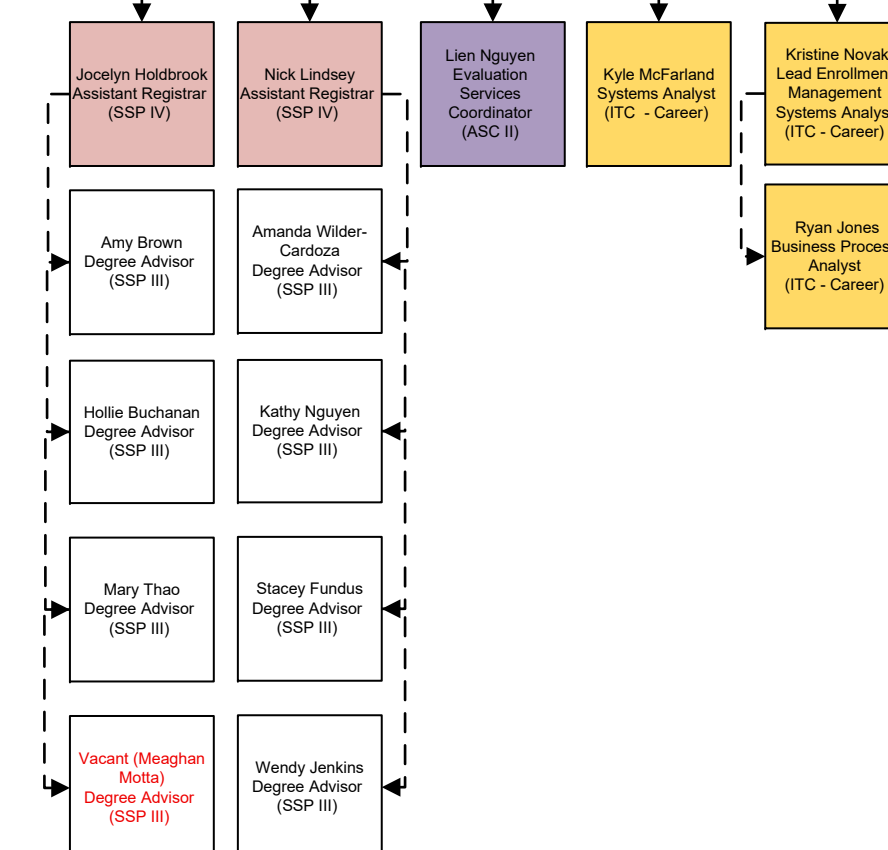 Jocelyn Holdbrook
Assistant Registrar
(SSP IV)
Nick Lindsey
Assistant Registrar
(SSP IV)
Lien Nguyen
Evaluation
Services
Coordinator
(ASC II)
Kyle McFarland
Systems Analyst
(ITC  - Career)
Kristine Novak
Lead Enrollmen
Management
Systems Analys
(ITC - Career)
Amy Brown
Degree Advisor
(SSP III)
Amanda Wilder-
Cardoza
Degree Advisor
(SSP III)
Ryan Jones
Business Proces
Analyst
(ITC - Career)
Hollie Buchanan
Degree Advisor
(SSP III)
Kathy Nguyen
Degree Advisor
(SSP III)
Mary Thao
Degree Advisor
(SSP III)
Stacey Fundus
Degree Advisor
(SSP III)
Vacant (Meaghan
Motta)
Degree Advisor
(SSP III)
Wendy Jenkins
Degree Advisor
(SSP III)